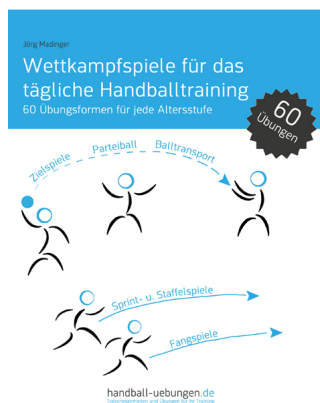 Jörg Madinger
Wettkampfspiele für das
tägliche Handballtraining
60 Übungsformen für jede Altersstufe
60
Übungen
Zielspiele Parteiball Balltransport
Sprint- u. Staffelspiele
Fangspiele
handball-uebungen.de
Trainingseinheiten und Übungen für Ihr Training